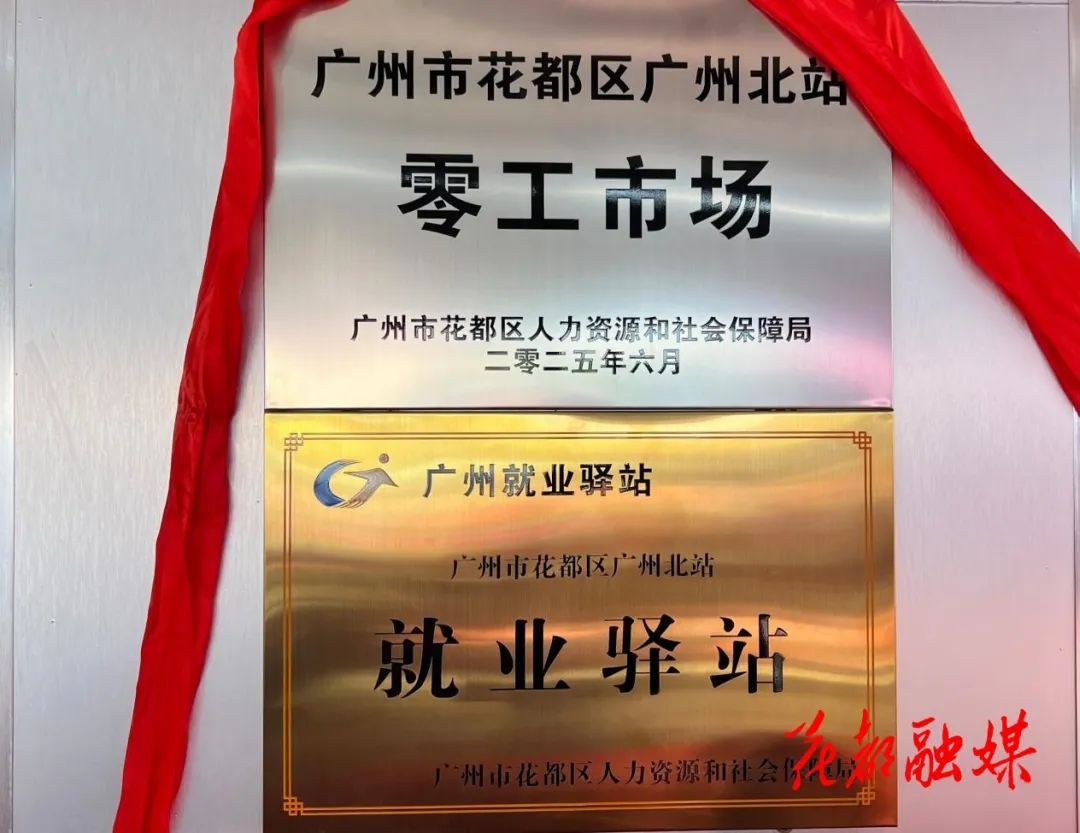 广州市花都区广州北站
零工市场
广州市花都区人力资源和社会保障局
二零二五年六月
广州就业驿站
广州市花都区广州北站
就业驿站
广州市花都区人力资源和社会保障局
花都融媒